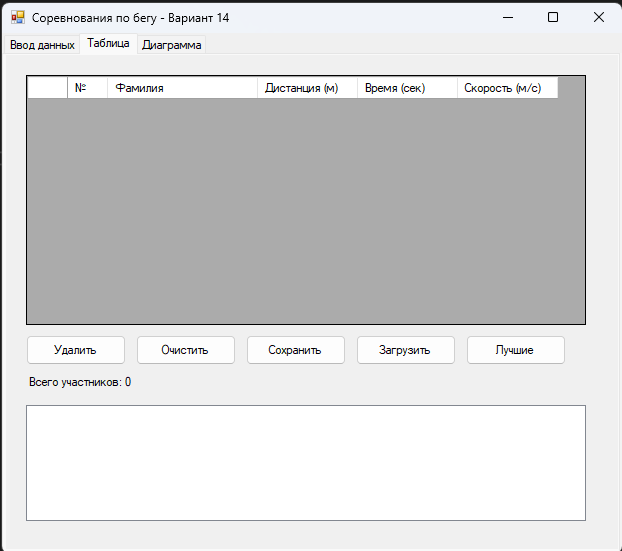 Соревнования по бегу - Вариант 14
Ввод данных Таблица Диаграмма
№ Фамилия Дистанция (м) Время (сек) Скорость (м/с)
Удалить Очистить Сохранить Загрузить Лучшие
Всего участников: 0